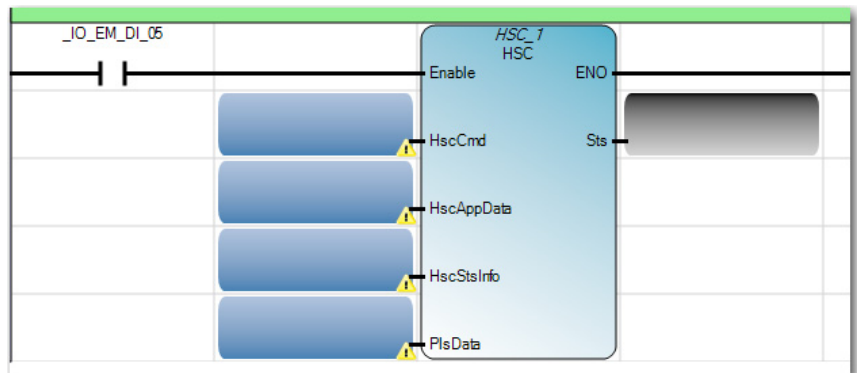 _IO_EM_DI_05
HSC_1
HSC
Enable ENO
HscCmd Sts
HscAppData
HscStsInfo
PlsData